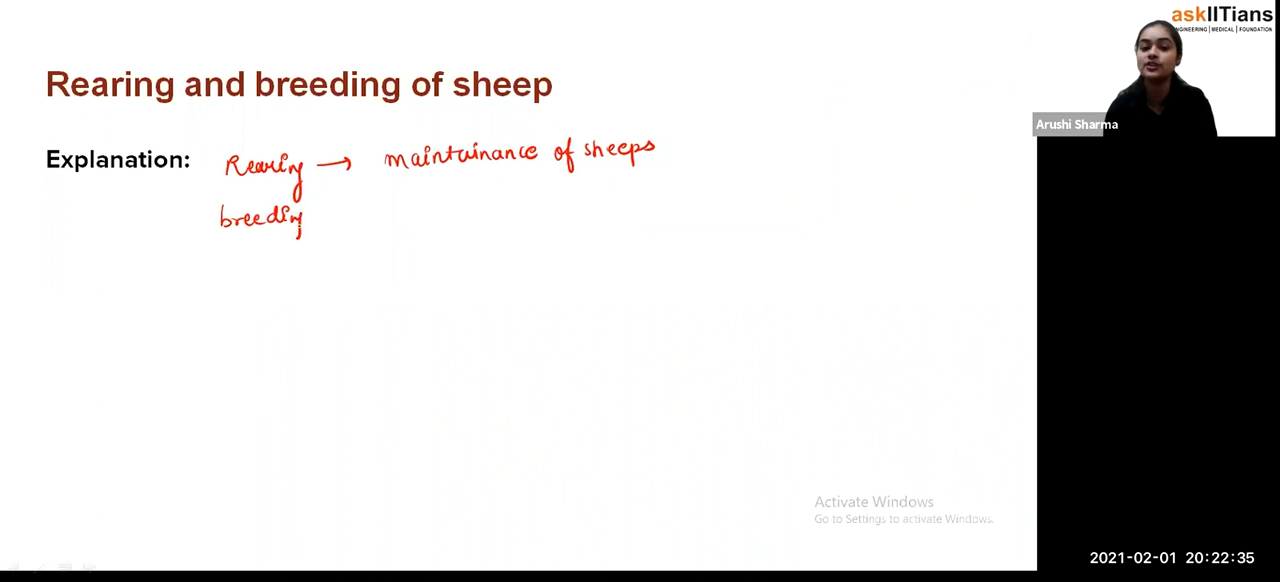 askIITians
ENGINEERING | MEDICAL | FOUNDATION
Rearing and breeding of sheep
Arushi Sharma
Explanation: Rearing → maintainance of sheeps
breeding
Activate Windows
Go to Settings to activate Windows.
2021-02-01 20:22:35